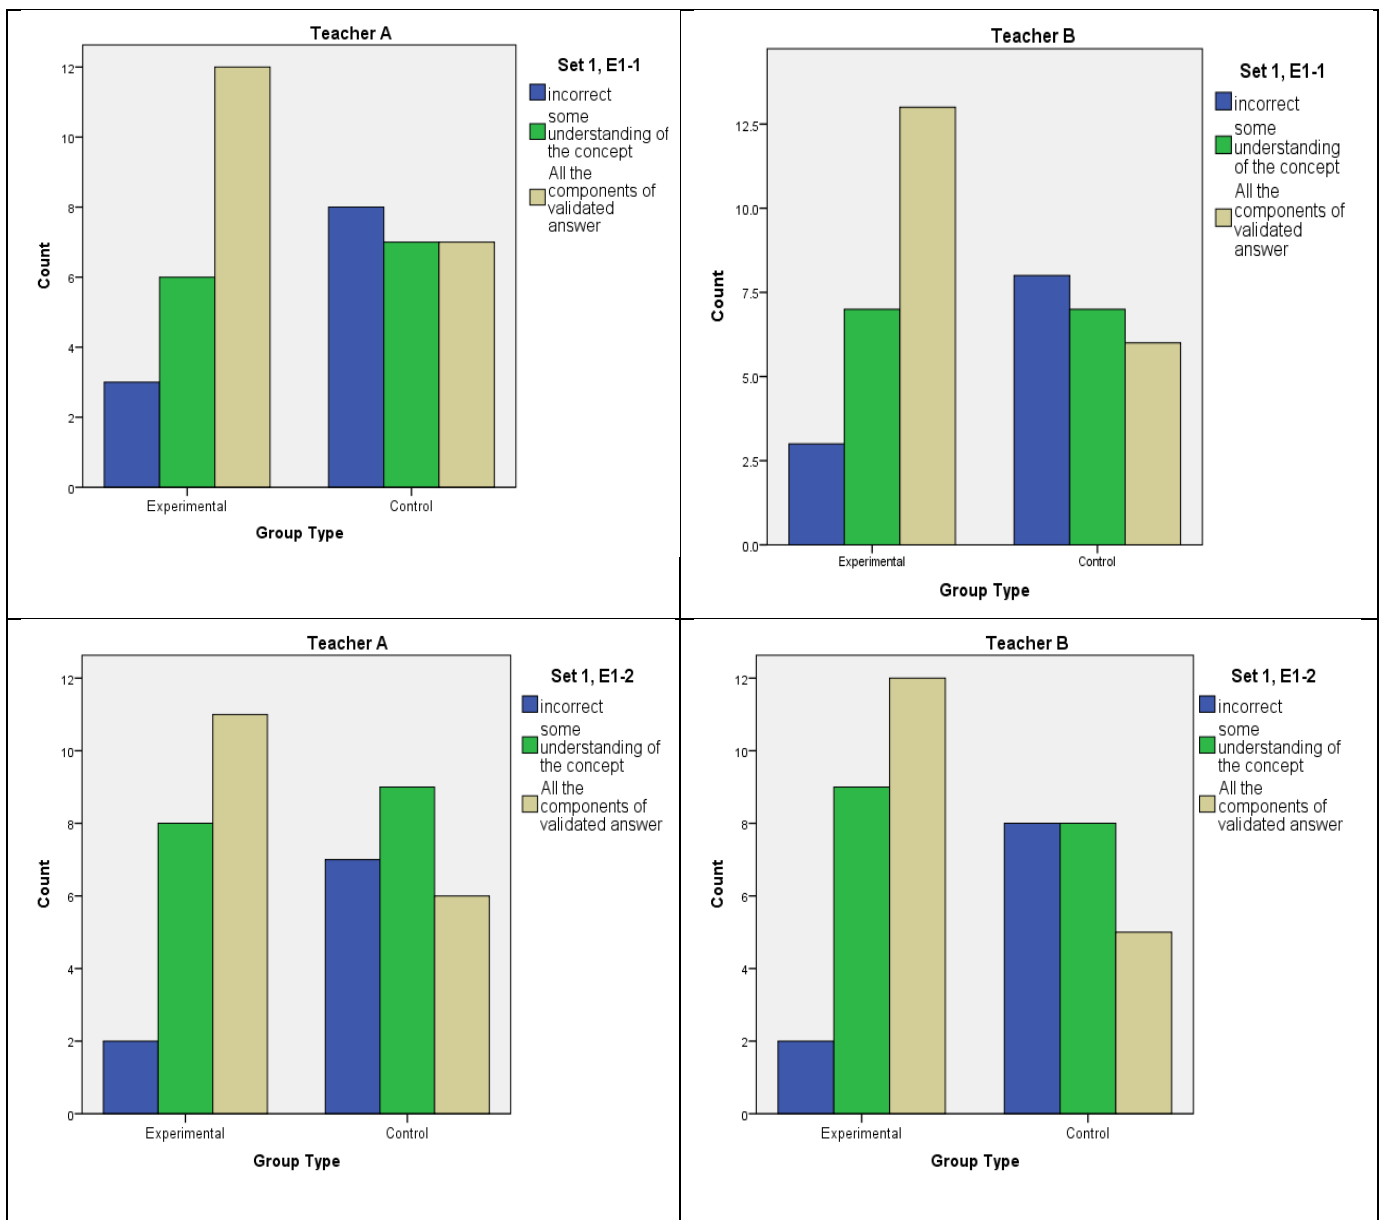 Teacher A
Set 1, E1-1
incorrect
some
understanding of
the concept
All the
components of
validated
answer
12
10
8
6
4
2
0
Count
Experimental
Control
Group Type
Teacher B
Set 1, E1-1
incorrect
some
understanding
of the concept
All the
components of
validated
answer
12.5
10.0
7.5
5.0
2.5
0.0
Count
Experimental
Control
Group Type
Teacher A
Set 1, E1-2
incorrect
some
understanding of
the concept
All the
components of
validated answer
12
10
8
6
4
2
0
Count
Experimental
Control
Group Type
Teacher B
Set 1, E1-2
incorrect
some
understanding of
the concept
All the
components of
validated answer
12
10
8
6
4
2
0
Count
Experimental
Control
Group Type